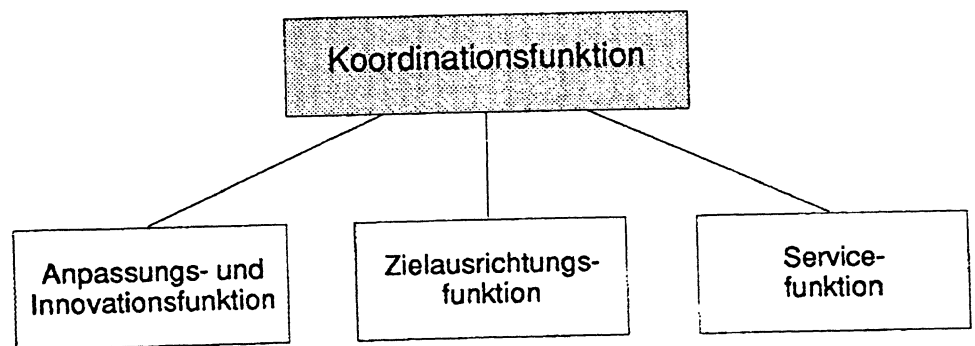 Koordinationsfunktion
Anpassungs- und
Innovationsfunktion
Zielausrichtungs-
funktion
Service-
funktion